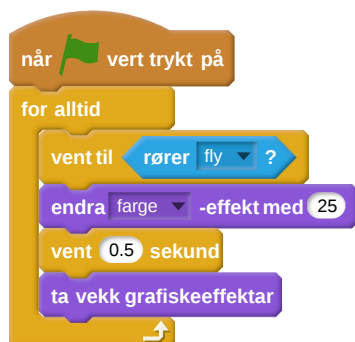 når vert trykt på
for alltid
vent til rører fly ?
endra farge -effekt med 25
vent 0.5 sekund
ta vekk grafiskeeffektar